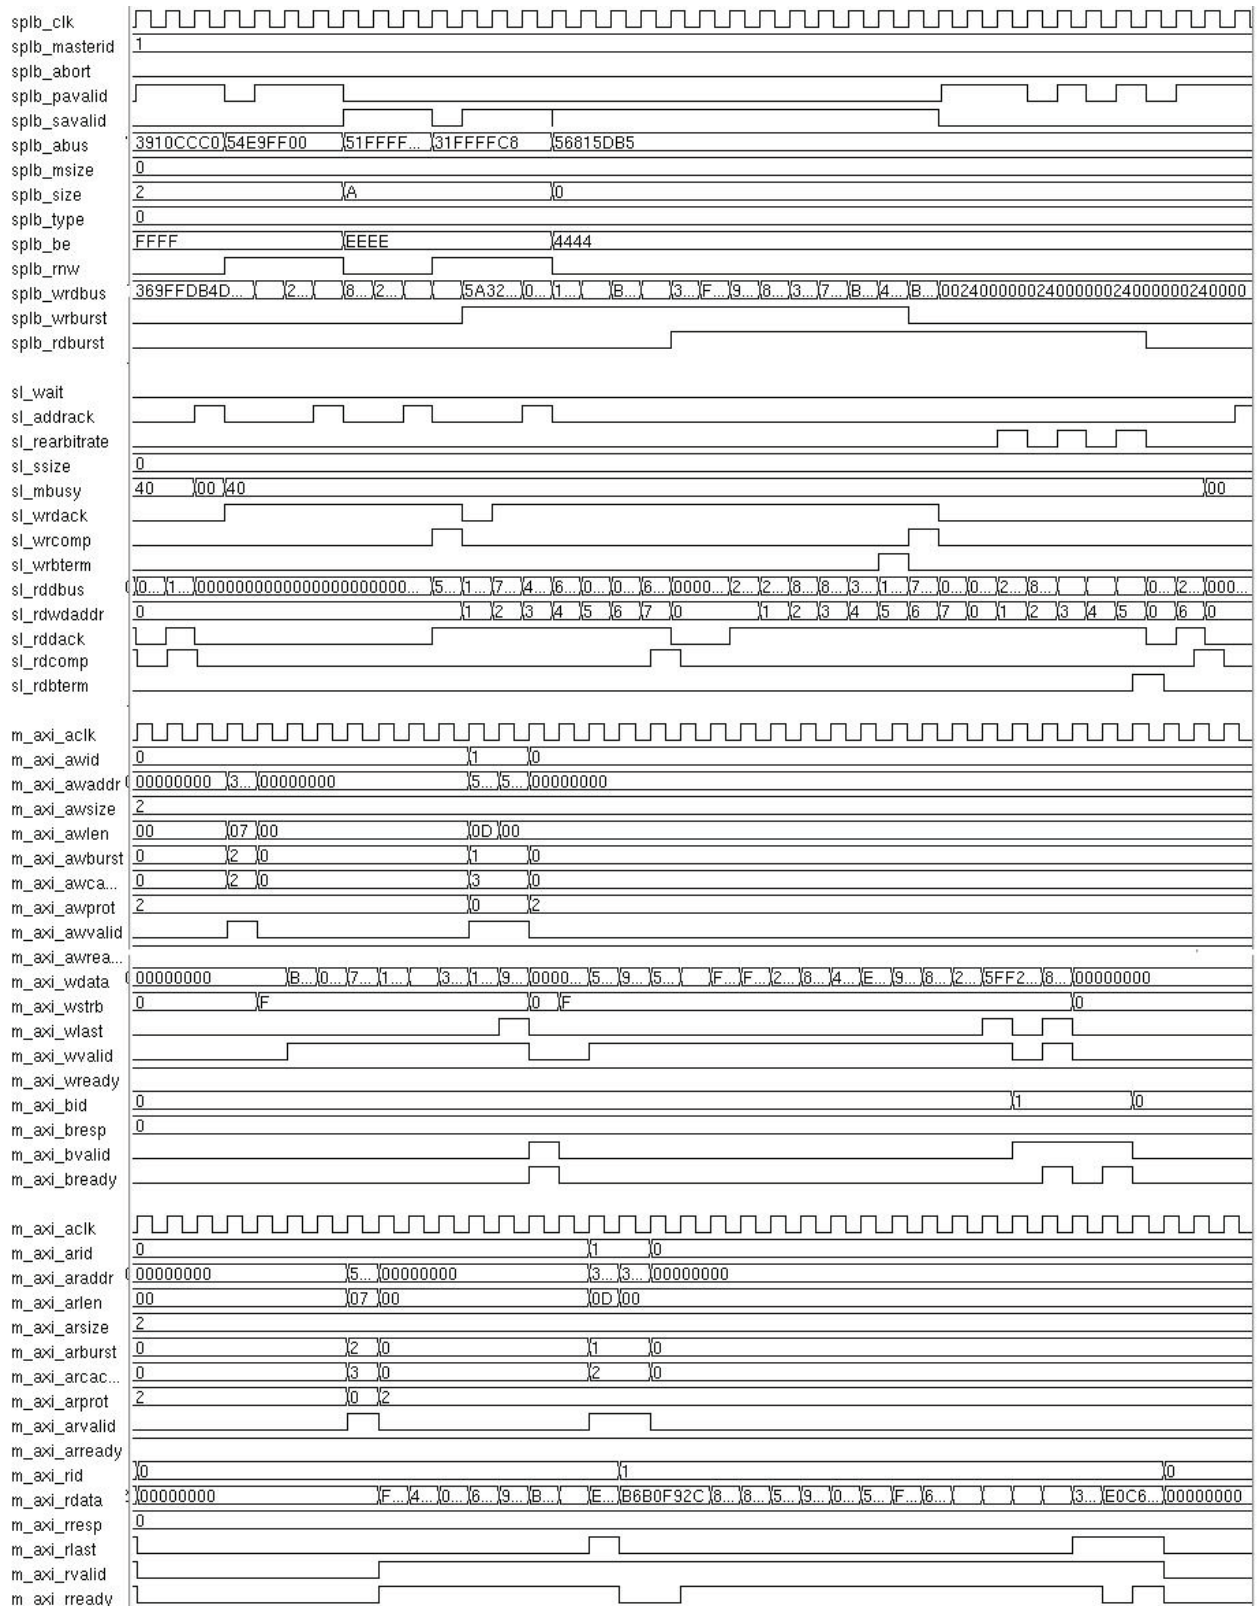 splb_clk
splb_masterid 1
splb_abort
splb_pavalid
splb_savalid
splb_abus 3910CCC0 54E9FF00 51FFFF... 31FFFFC8 56815DB5
splb_msize 0
splb_size 2 A 0
splb_type 0
splb_be FFFF EEEE 4444
splb_rnw
splb_wrdbus 369FFDB4D... 2... 8... 2... 5A32... 0... 1... B... 3... F... 9... 8... 3... 7... B... 4... B... 00240000002400000024000000240000
splb_wrburst
splb_rdburst
sl_wait
sl_addrack
sl_rearbitrate
sl_ssize 0
sl_mbusy 40 00 40 00
sl_wrdack
sl_wrcomp
sl_wrbterm
sl_rddbus 0... 1... 000000000000000000000000... 5... 1... 7... 4... 6... 0... 0... 6... 0000... 2... 2... 8... 8... 3... 1... 7... 0... 0... 2... 8... 0... 2... 000...
sl_rdwdaddr 0 1 2 3 4 5 6 7 0 1 2 3 4 5 6 7 0 1 2 3 4 5 0 6 0
sl_rddack
sl_rdcomp
sl_rdbterm
m_axi_aclk
m_axi_awid 0 1 0
m_axi_awaddr 00000000 3... 00000000 5... 5... 00000000
m_axi_awsize 2
m_axi_awlen 00 07 00 0D 00
m_axi_awburst 0 2 0 1 0
m_axi_awca... 0 2 0 3 0
m_axi_awprot 2 0 2
m_axi_awvalid
m_axi_awrea...
m_axi_wdata 00000000 B... 0... 7... 1... 3... 1... 9... 0000... 5... 9... 5... F... F... 2... 8... 4... E... 9... 8... 2... 5FF2... 8... 00000000
m_axi_wstrb 0 F 0 F 0
m_axi_wlast
m_axi_wvalid
m_axi_wready
m_axi_bid 0 1 0
m_axi_bresp 0
m_axi_bvalid
m_axi_bready
m_axi_aclk
m_axi_arid 0 1 0
m_axi_araddr 00000000 5... 00000000 3... 3... 00000000
m_axi_arlen 00 07 00 0D 00
m_axi_arsize 2
m_axi_arburst 0 2 0 1 0
m_axi_arcac... 0 3 0 2 0
m_axi_arprot 2 0 2
m_axi_arvalid
m_axi_arready
m_axi_rid 0 1 0
m_axi_rdata 00000000 F... 4... 0... 6... 9... B... E... B6B0F92C 8... 8... 5... 9... 0... 5... F... 6... 3... E0C6... 00000000
m_axi_rresp 0
m_axi_rlast
m_axi_rvalid
m_axi_rready